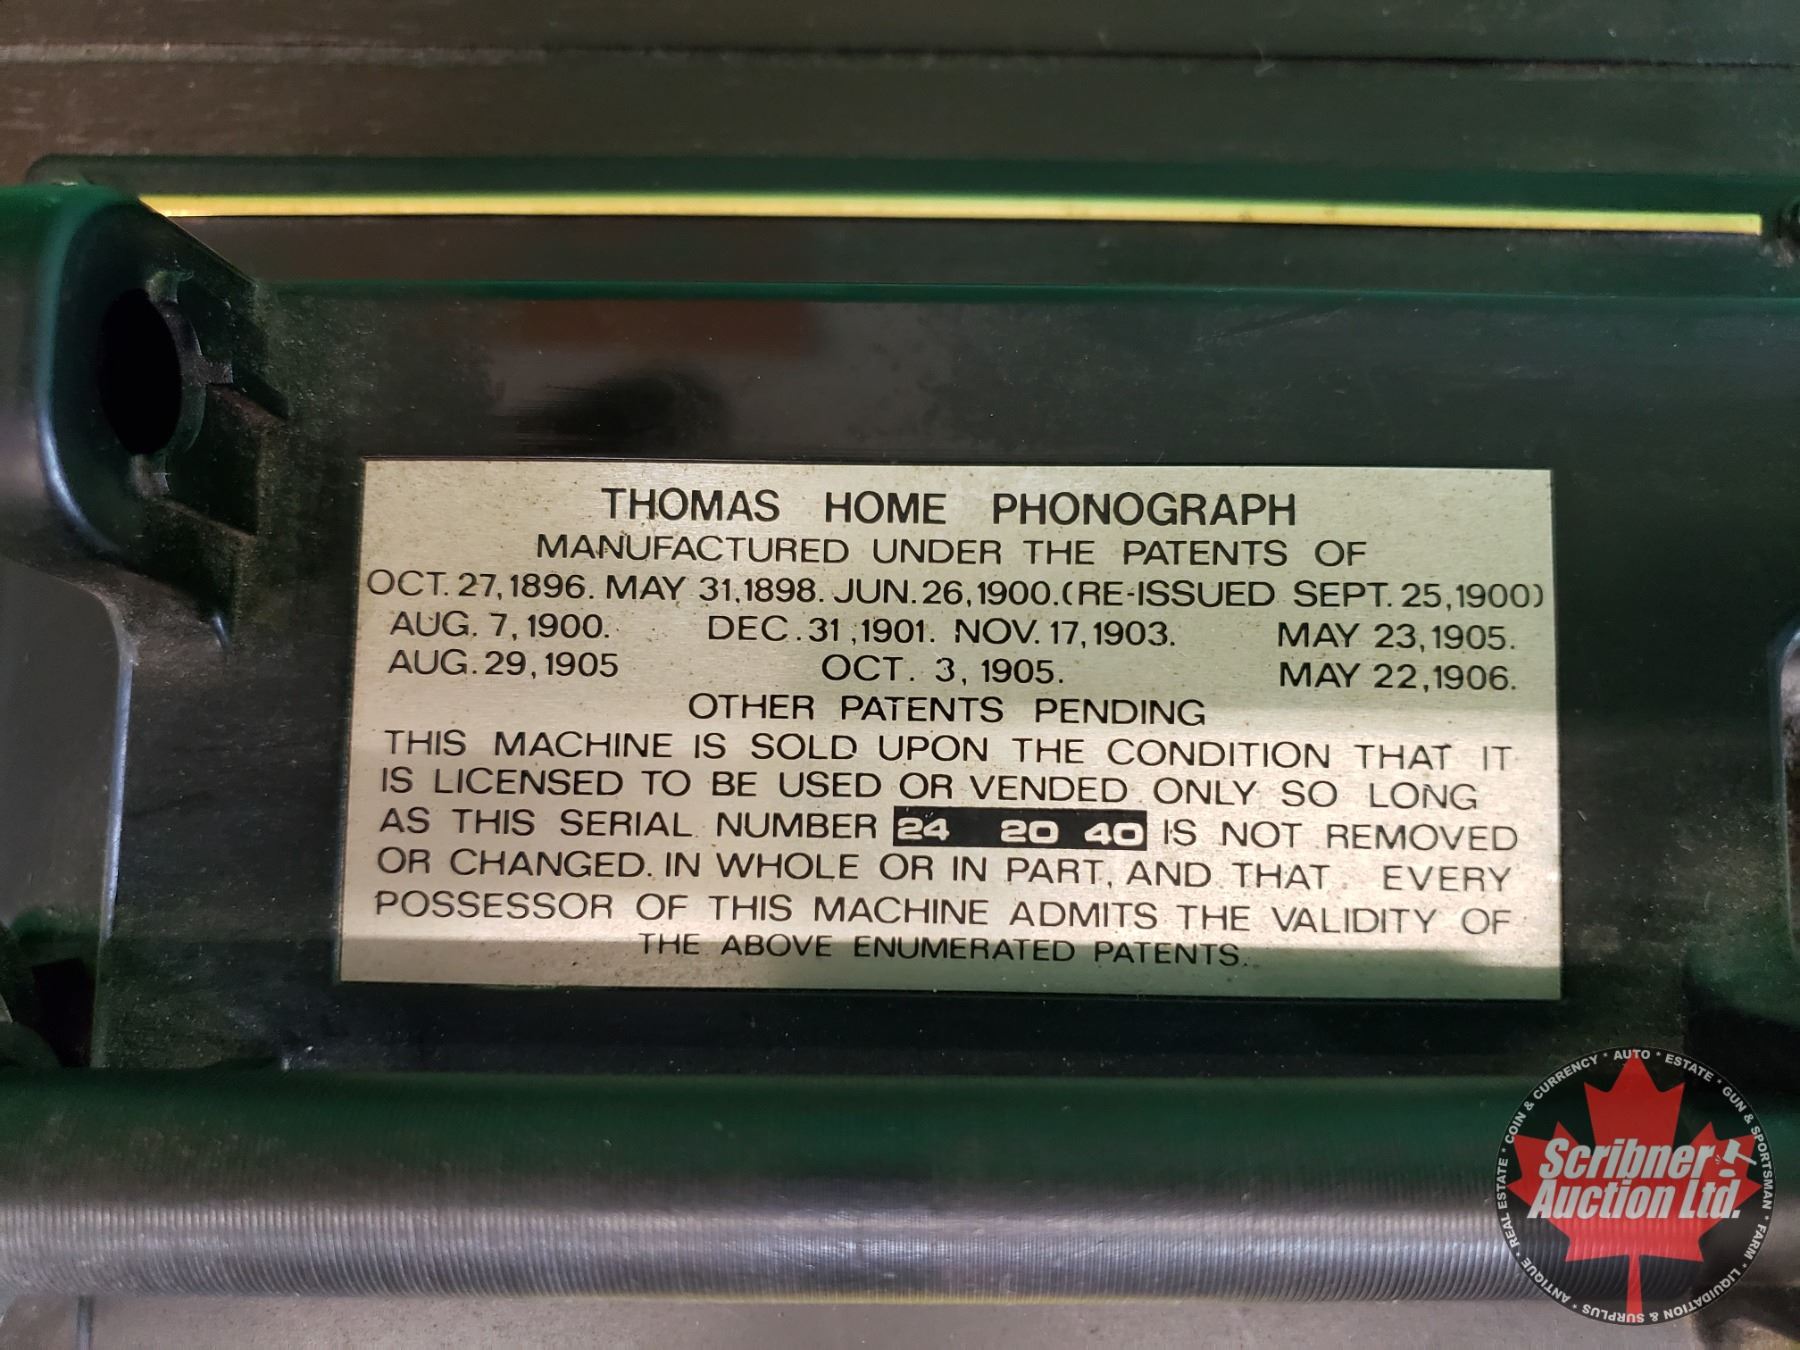 THOMAS HOME PHONOGRAPH
MANUFACTURED UNDER THE PATENTS OF
OCT. 27, 1896. MAY 31, 1898. JUN. 26, 1900. (RE-ISSUED SEPT. 25, 1900)
AUG. 7, 1900. DEC. 31, 1901. NOV. 17, 1903. MAY 23, 1905.
AUG. 29, 1905 OCT. 3, 1905. MAY 22, 1906.
OTHER PATENTS PENDING
THIS MACHINE IS SOLD UPON THE CONDITION THAT IT
IS LICENSED TO BE USED OR VENDED ONLY SO LONG
AS THIS SERIAL NUMBER 24 20 40 IS NOT REMOVED
OR CHANGED. IN WHOLE OR IN PART, AND THAT EVERY
POSSESSOR OF THIS MACHINE ADMITS THE VALIDITY OF
THE ABOVE ENUMERATED PATENTS.
Scribner
Auction Ltd.
ANTIQUE * REAL ESTATE * COIN & CURRENCY * AUTO * ESTATE * GUN & SPORTSMAN * FARM * LIQUIDATION & SURPLUS *